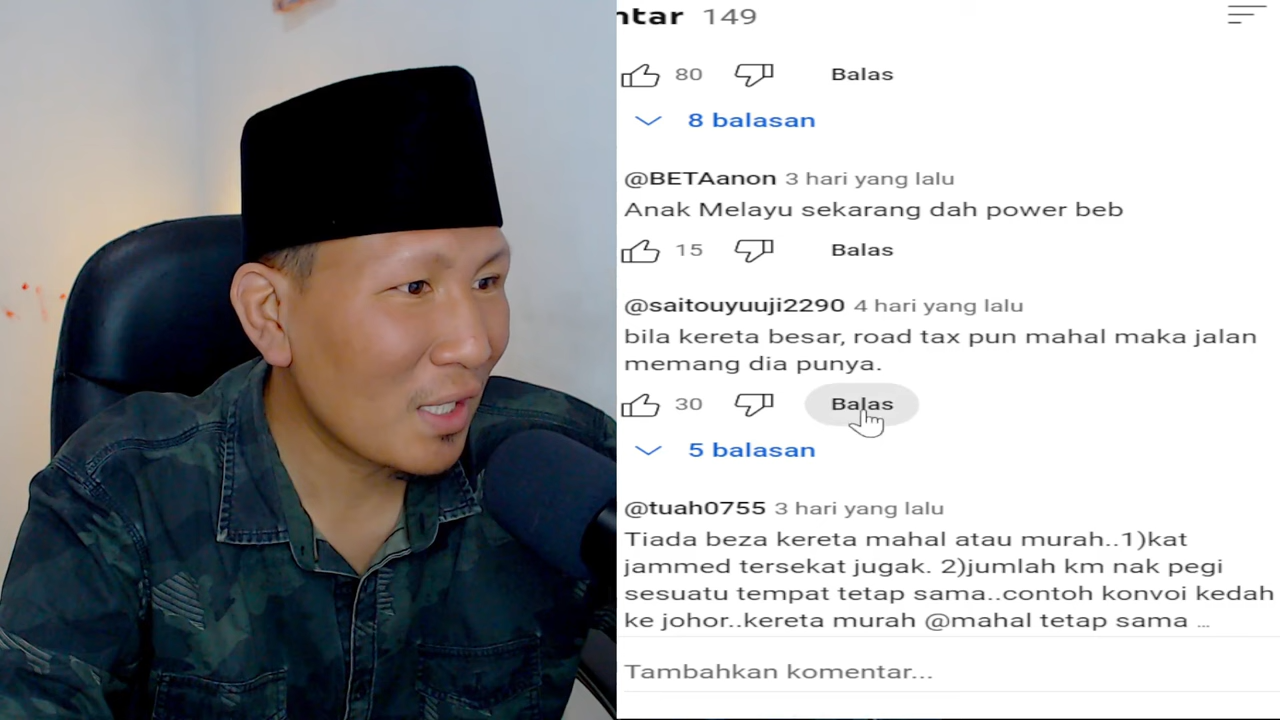 ntar 149
80 Balas
8 balasan
@BETAanon 3 hari yang lalu
Anak Melayu sekarang dah power beb
15 Balas
@saitouyuuji2290 4 hari yang lalu
bila kereta besar, road tax pun mahal maka jalan
memang dia punya.
30 Balas
5 balasan
@tuah0755 3 hari yang lalu
Tiada beza kereta mahal atau murah..1)kat
jammed tersekat jugak. 2)jumlah km nak pegi
sesuatu tempat tetap sama..contoh konvoi kedah
ke johor..kereta murah @mahal tetap sama ...
Tambahkan komentar...